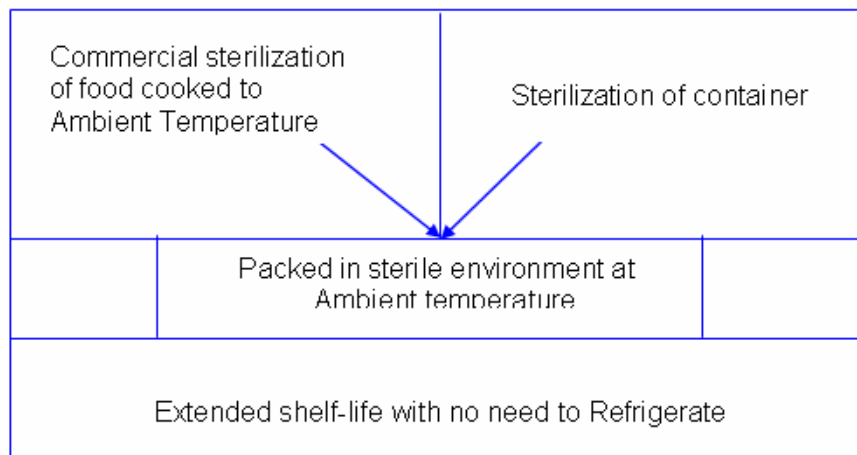 Commercial sterilization
of food cooked to
Ambient Temperature
Sterilization of container
Packed in sterile environment at
Ambient temperature
Extended shelf-life with no need to Refrigerate